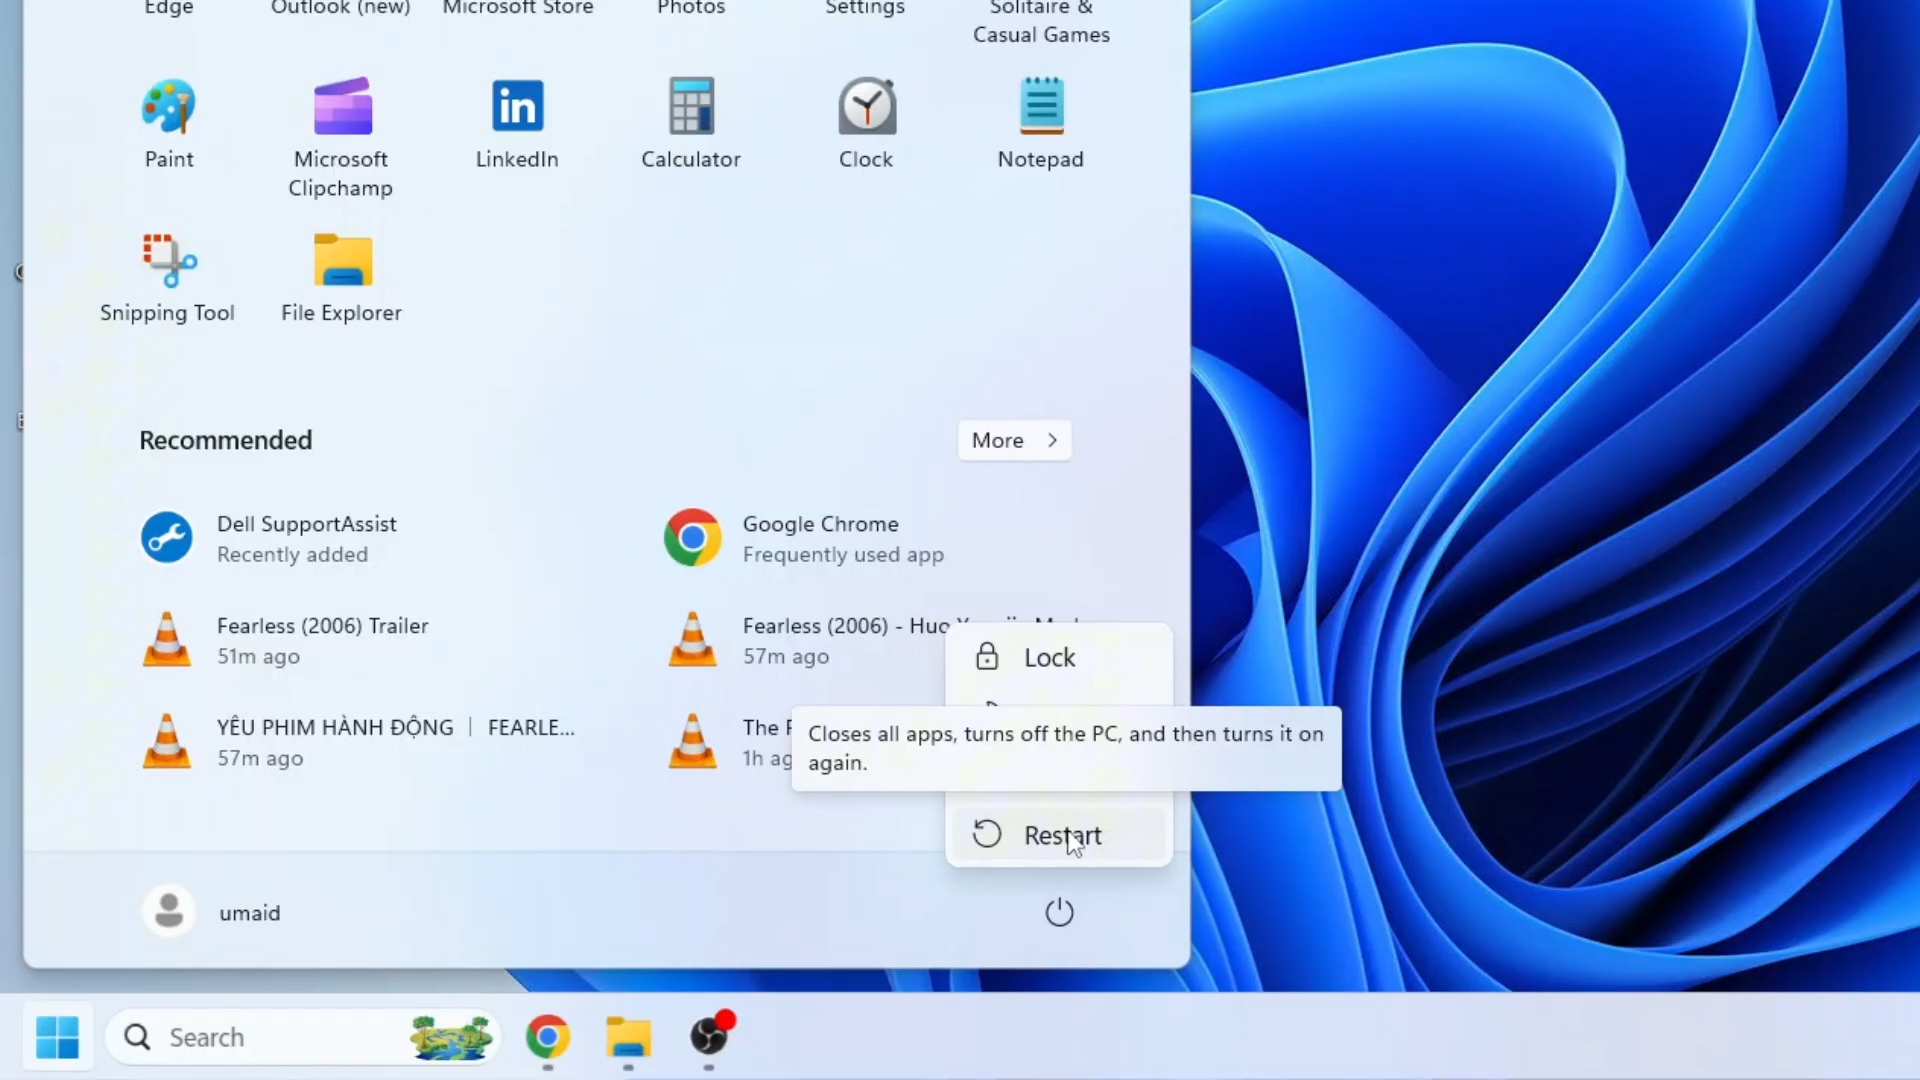 Edge
Outlook (new)
Microsoft Store
Photos
Settings
Solitaire &
Casual Games
Paint
Microsoft
Clipchamp
LinkedIn
Calculator
Clock
Notepad
Snipping Tool
File Explorer
Recommended
More
Dell SupportAssist
Recently added
Google Chrome
Frequently used app
Fearless (2006) Trailer
51m ago
Fearless (2006) -
57m ago
YÊU PHIM HÀNH ĐỘNG | FEARLE...
57m ago
The
1h
Lock
Closes all apps, turns off the PC, and then turns it on
again.
Restart
umaid
Search